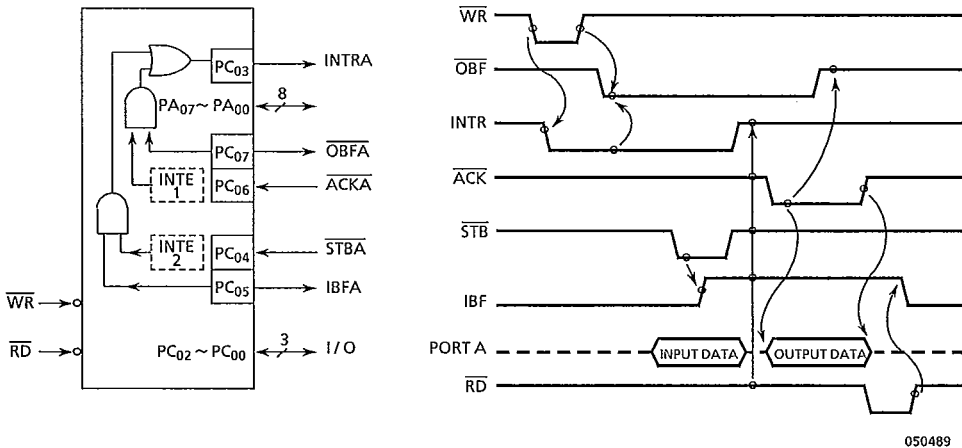 PC03
INTRA
PA07~PA00
8
PC07
OBFA
INTE
1
PC06
ACKA
INTE
2
PC04
STBA
PC05
IBFA
WR
RD
PC02~PC00
3
I/O
WR
OBF
INTR
ACK
STB
IBF
PORT A
INPUT DATA
OUTPUT DATA
RD
050489